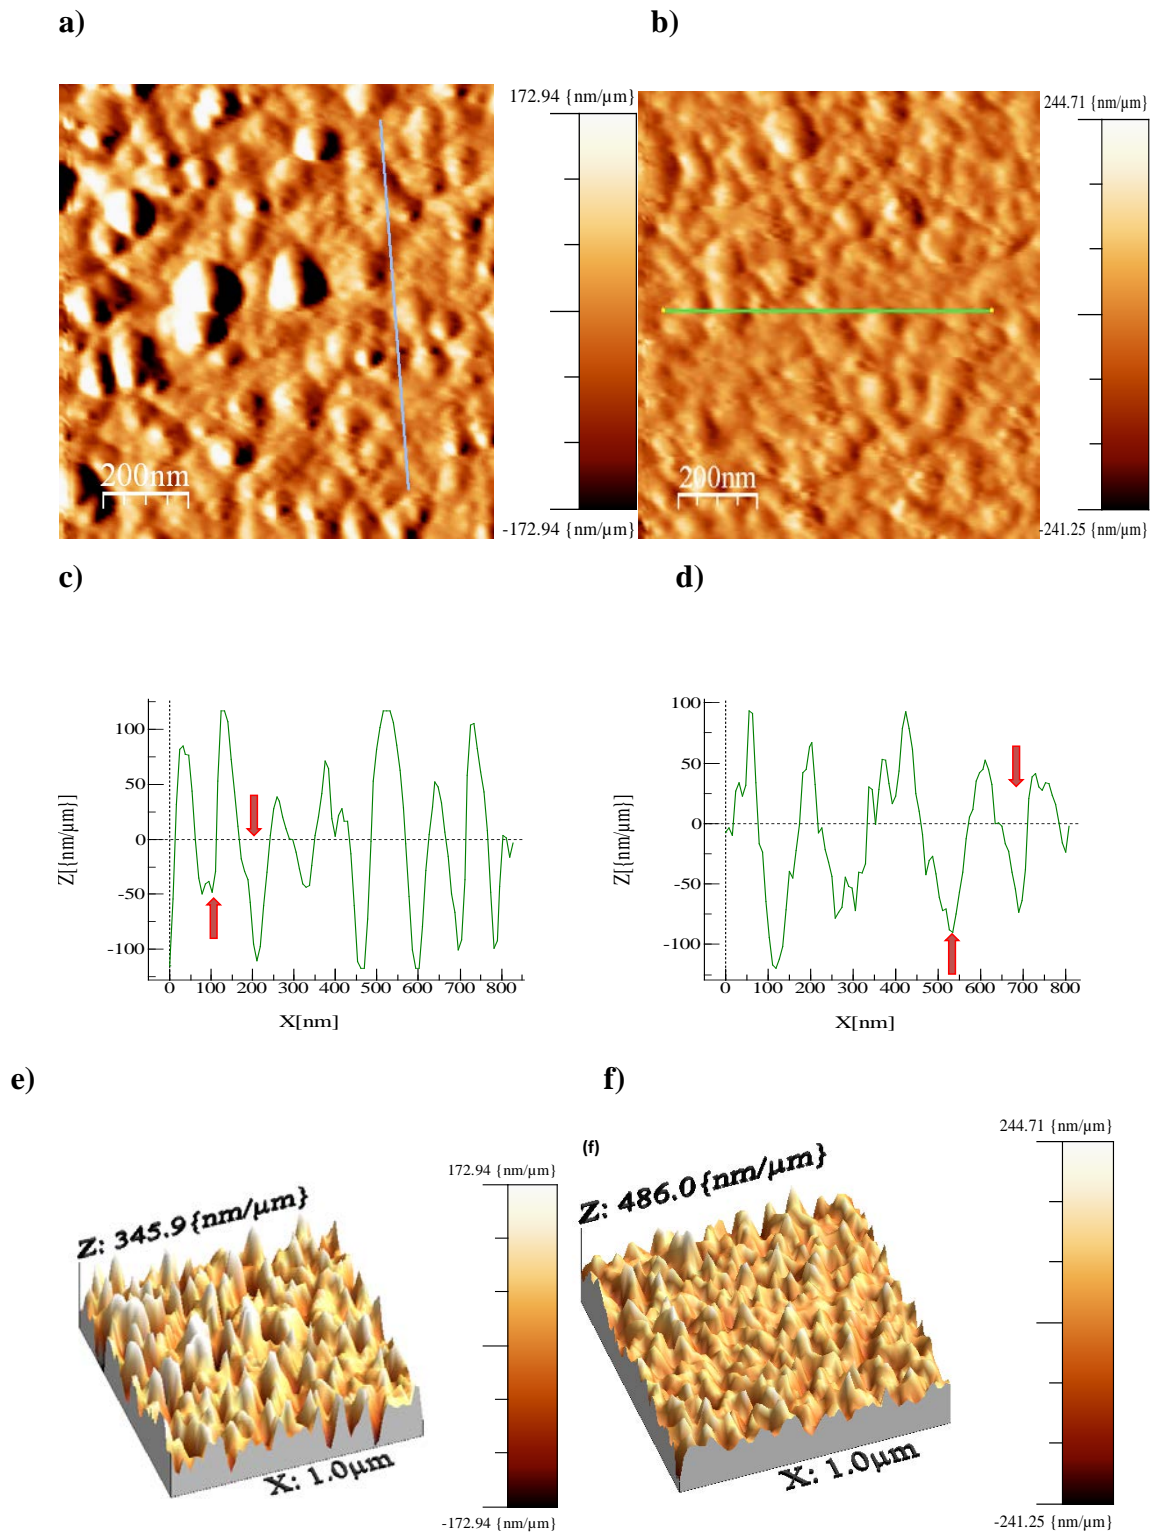 a)
b)
172.94 {nm/µm}
244.71 {nm/µm}
200nm
200nm
-172.94 {nm/µm}
-241.25 {nm/µm}
c)
d)
100
50
0
-50
-100
Z[{nm/µm}]
0 100 200 300 400 500 600 700 800
X[nm]
100
50
0
-50
-100
Z[{nm/µm}]
0 100 200 300 400 500 600 700 800
X[nm]
e)
f)
172.94 {nm/µm}
Z: 345.9{nm/µm}
X: 1.0µm
-172.94 {nm/µm}
244.71 {nm/µm}
(f)
Z: 486.0{nm/µm}
X: 1.0µm
-241.25 {nm/µm}